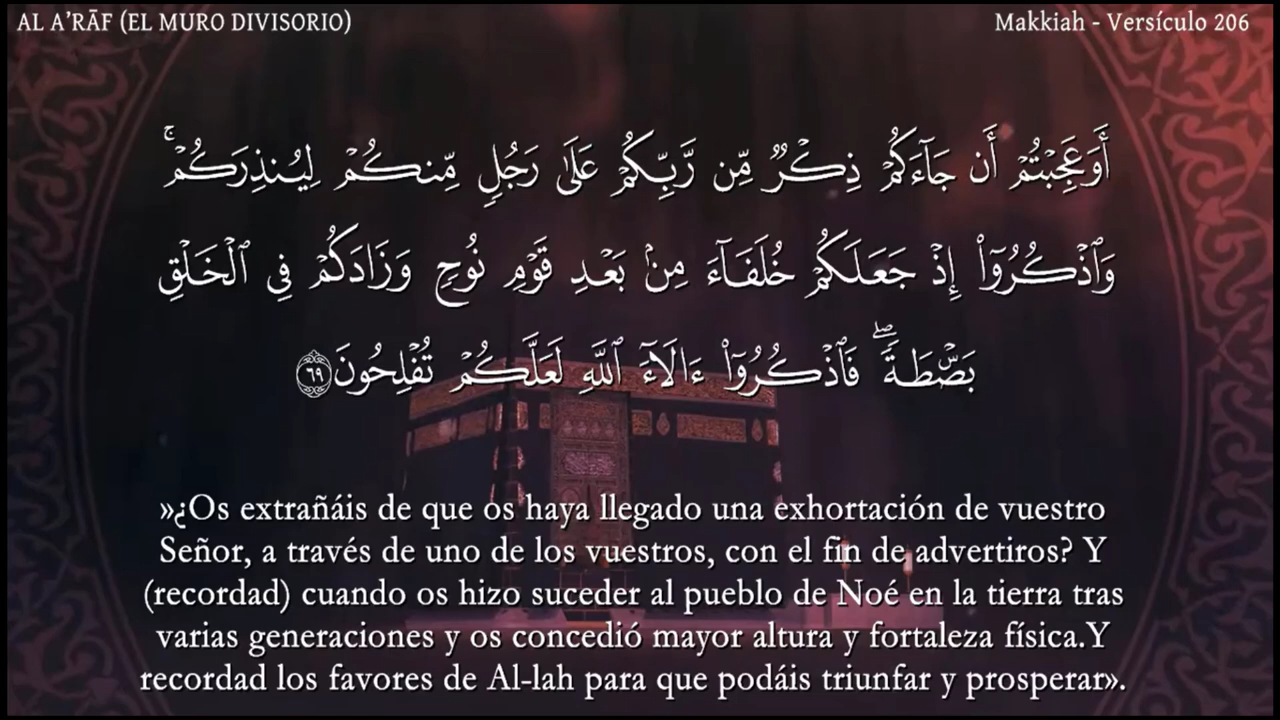 AL A’RĀF (EL MURO DIVISORIO)
Makkiah - Versículo 206
أَوَعَجِبۡتُمۡ أَن جَآءَكُمۡ ذِكۡرٞ مِّن رَّبِّكُمۡ عَلَىٰ رَجُلٖ مِّنكُمۡ لِيُنذِرَكُمۡۚ
وَٱذۡكُرُوٓاْ إِذۡ جَعَلَكُمۡ خُلَفَآءَ مِنۢ بَعۡدِ قَوۡمِ نُوحٖ وَزَادَكُمۡ فِي ٱلۡخَلۡقِ
بَصۜۡطَةٗۖ فَٱذۡكُرُوٓاْ ءَالَآءَ ٱللَّهِ لَعَلَّكُمۡ تُفۡلِحُونَ ٦٩
»¿Os extrañáis de que os haya llegado una exhortación de vuestro
Señor, a través de uno de los vuestros, con el fin de advertiros? Y
(recordad) cuando os hizo suceder al pueblo de Noé en la tierra tras
varias generaciones y os concedió mayor altura y fortaleza física.Y
recordad los favores de Al-lah para que podáis triunfar y prosperar».